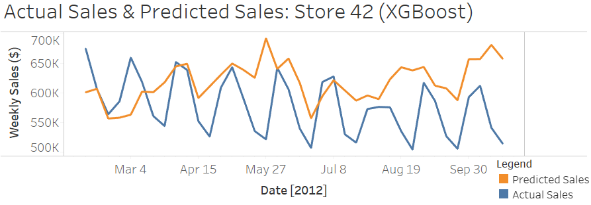 Actual Sales & Predicted Sales: Store 42 (XGBoost)
700K
650K
600K
550K
500K
Weekly Sales ($)
Mar 4 Apr 15 May 27 Jul 8 Aug 19 Sep 30
Date [2012]
Legend
Predicted Sales
Actual Sales